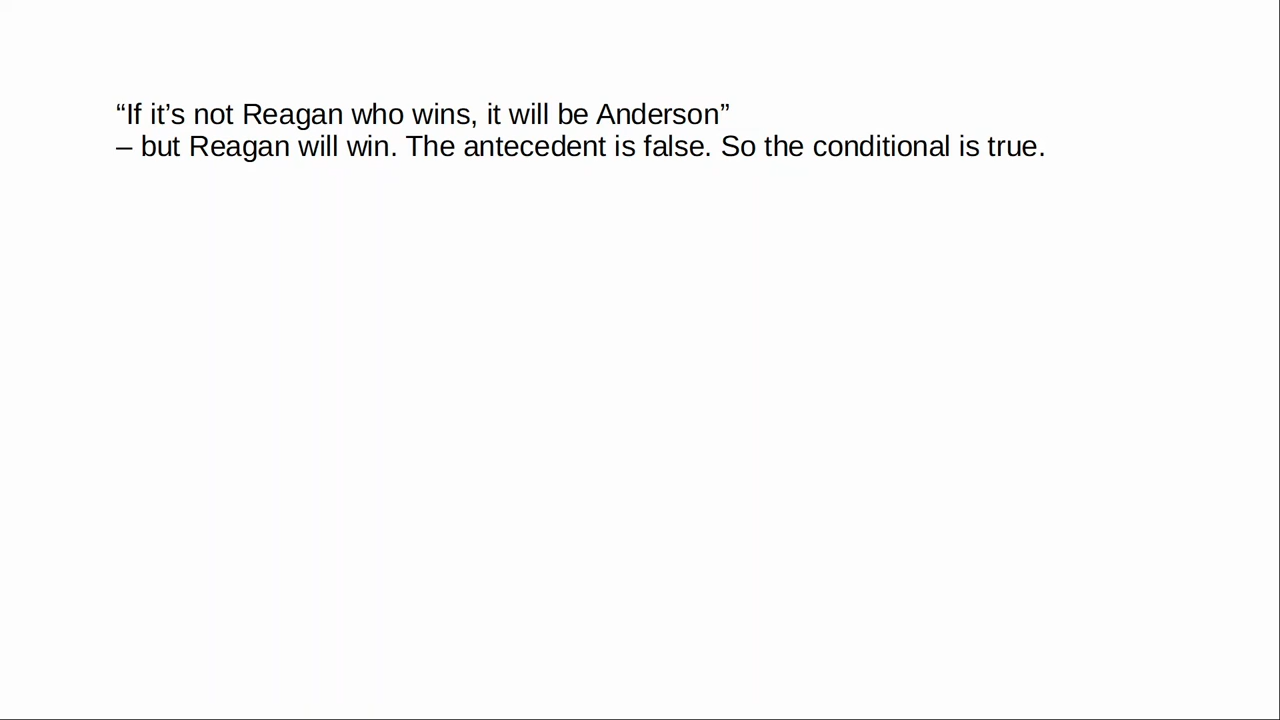 “If it’s not Reagan who wins, it will be Anderson”
– but Reagan will win. The antecedent is false. So the conditional is true.